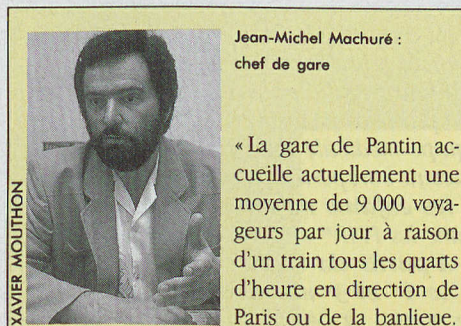 Jean-Michel Machuré :
chef de gare
« La gare de Pantin ac-
cueille actuellement une
moyenne de 9 000 voya-
geurs par jour à raison
d'un train tous les quarts
d'heure en direction de
Paris ou de la banlieue.
XAVIER MOUTHON